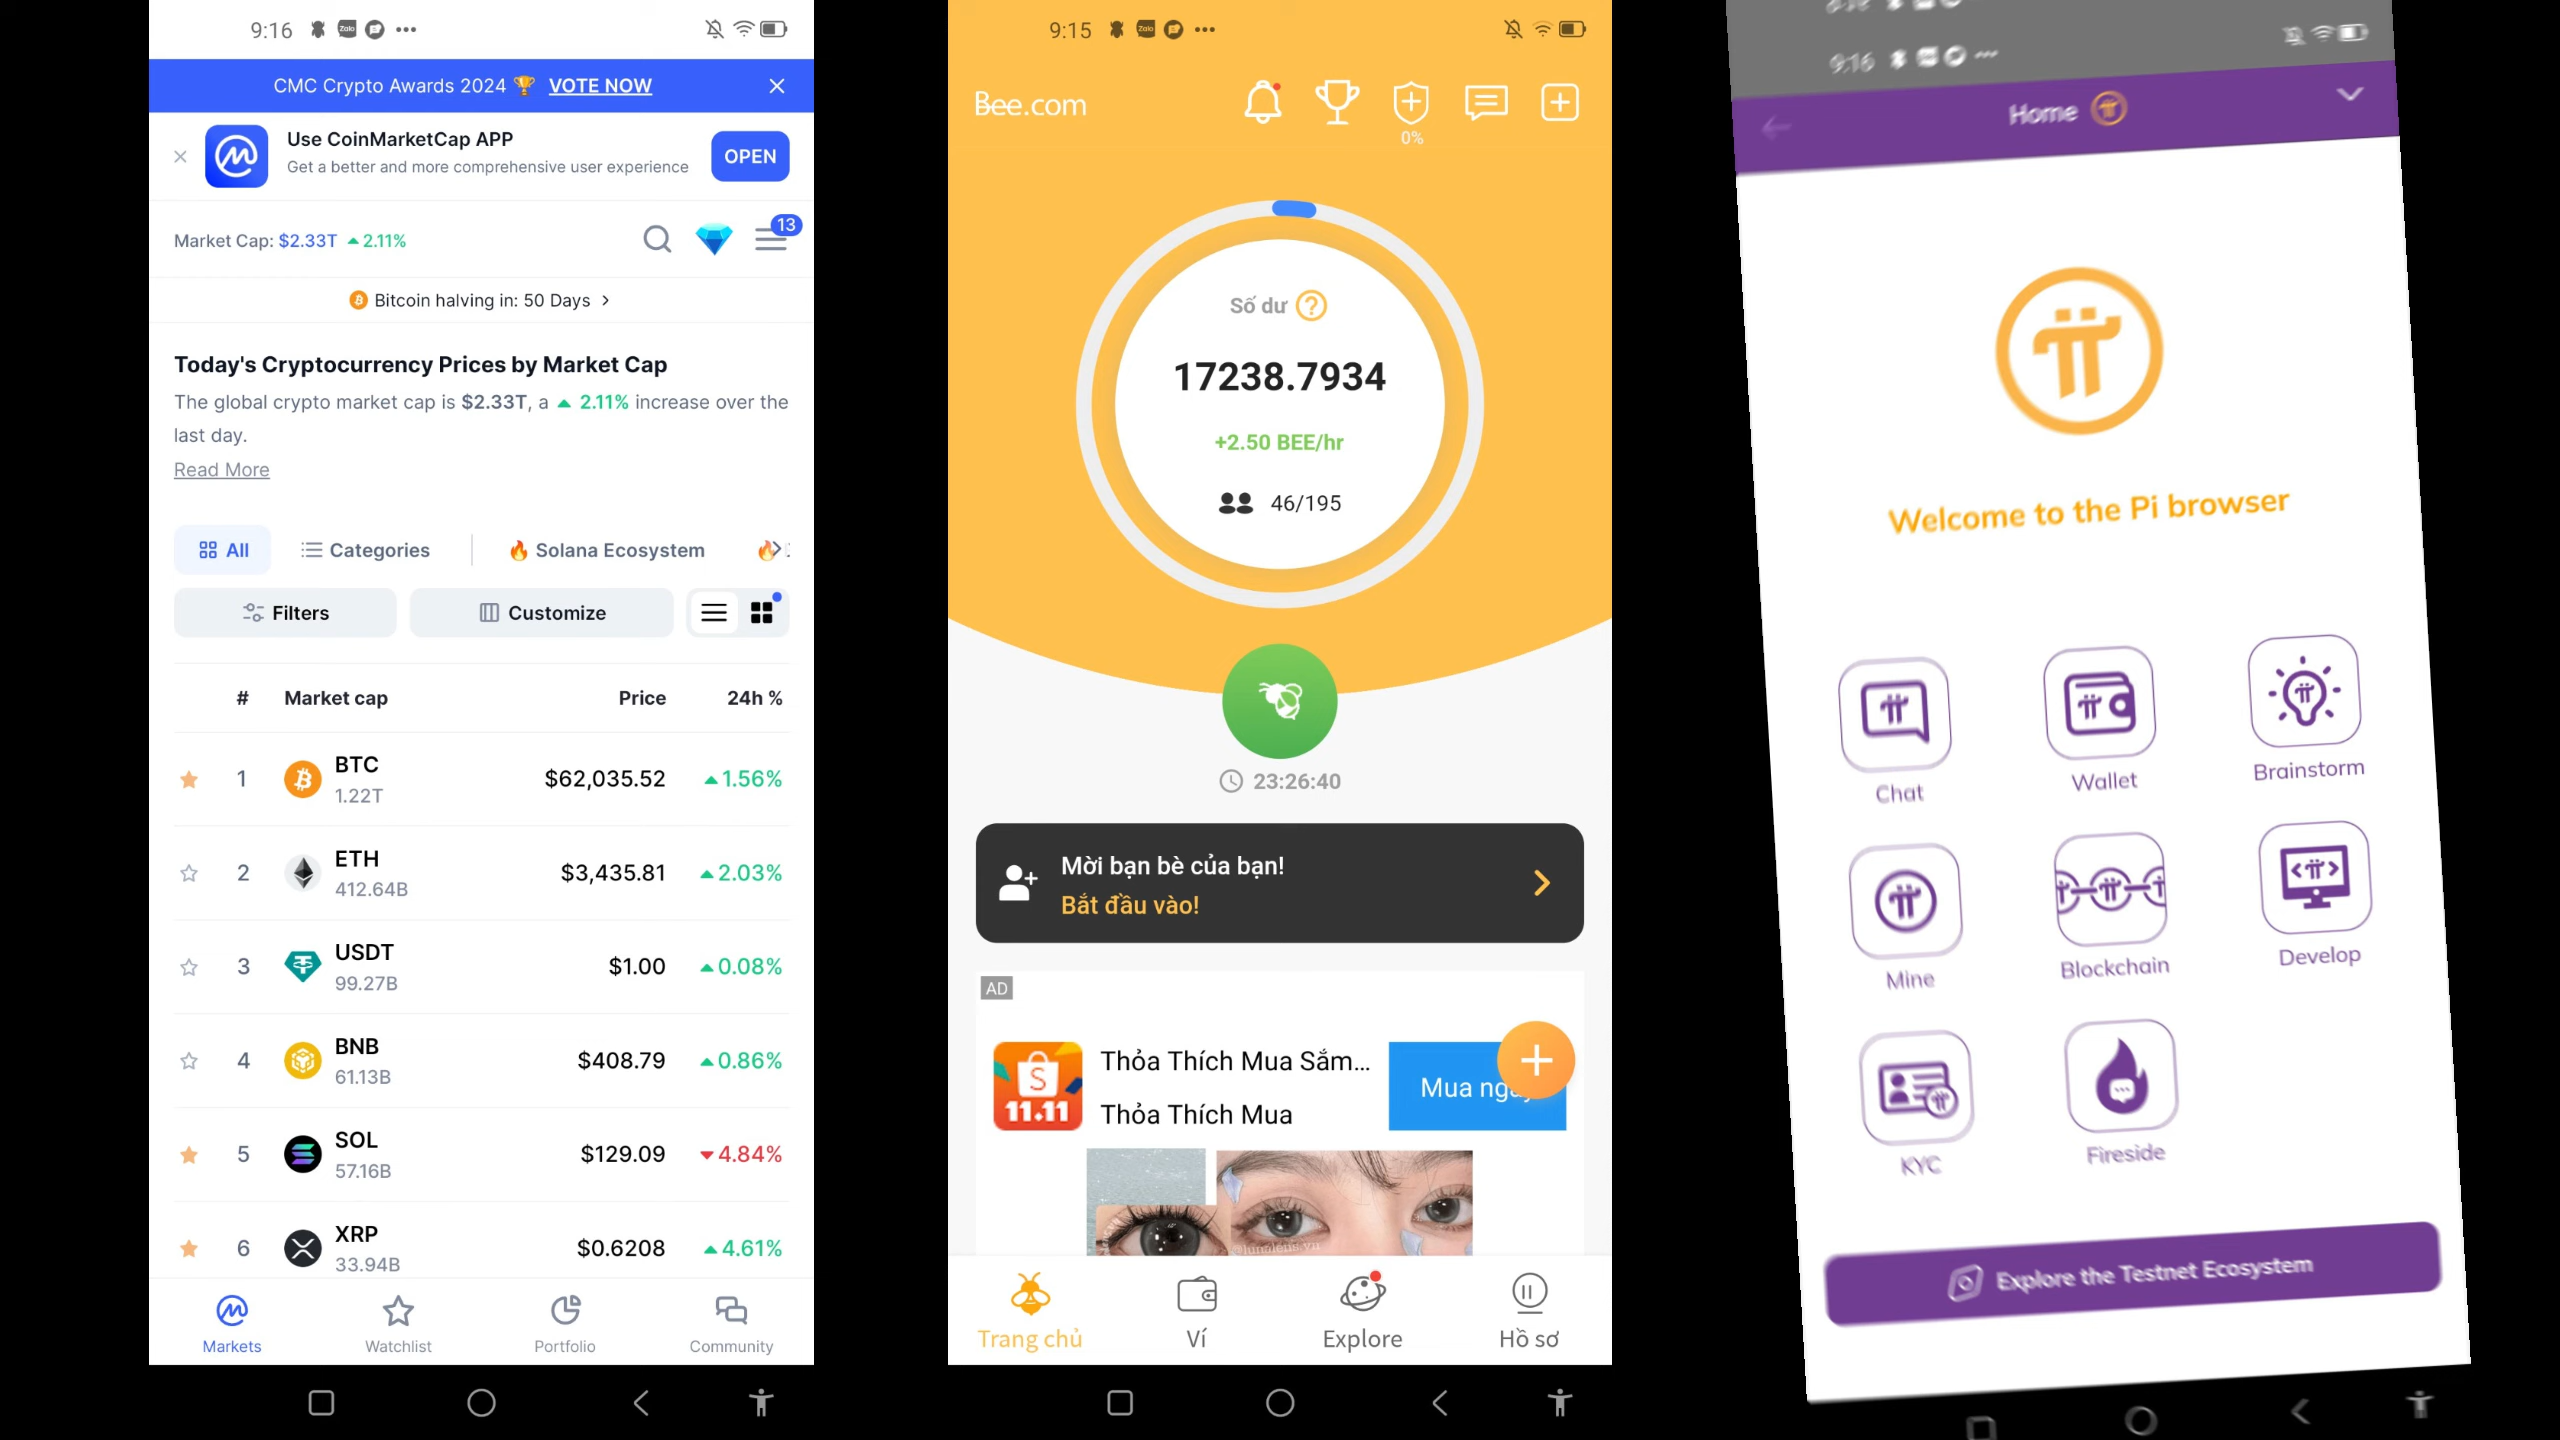 9:16
Zalo
CMC Crypto Awards 2024 🏆 VOTE NOW
Use CoinMarketCap APP
Get a better and more comprehensive user experience
OPEN
Market Cap: $2.33T 2.11%
13
Bitcoin halving in: 50 Days
Today's Cryptocurrency Prices by Market Cap
The global crypto market cap is $2.33T, a 2.11% increase over the
last day.
Read More
All
Categories
🔥 Solana Ecosystem
Filters
Customize
# Market cap Price 24h %
1 BTC $62,035.52 1.56%
1.22T
2 ETH $3,435.81 2.03%
412.64B
3 USDT $1.00 0.08%
99.27B
4 BNB $408.79 0.86%
61.13B
5 SOL $129.09 4.84%
57.16B
6 XRP $0.6208 4.61%
33.94B
Markets
Watchlist
Portfolio
Community
9:15
Zalo
Bee.com
0%
Số dư
17238.7934
+2.50 BEE/hr
46/195
23:26:40
Mời bạn bè của bạn!
Bắt đầu vào!
AD
S
11.11
Thỏa Thích Mua Sắm...
Thỏa Thích Mua
Mua
Trang chủ
Ví
Explore
Hồ sơ
9:16
Home
Welcome to the Pi browser
Chat
Wallet
Brainstorm
Mine
Blockchain
Develop
KYC
Fireside
Explore the Testnet Ecosystem